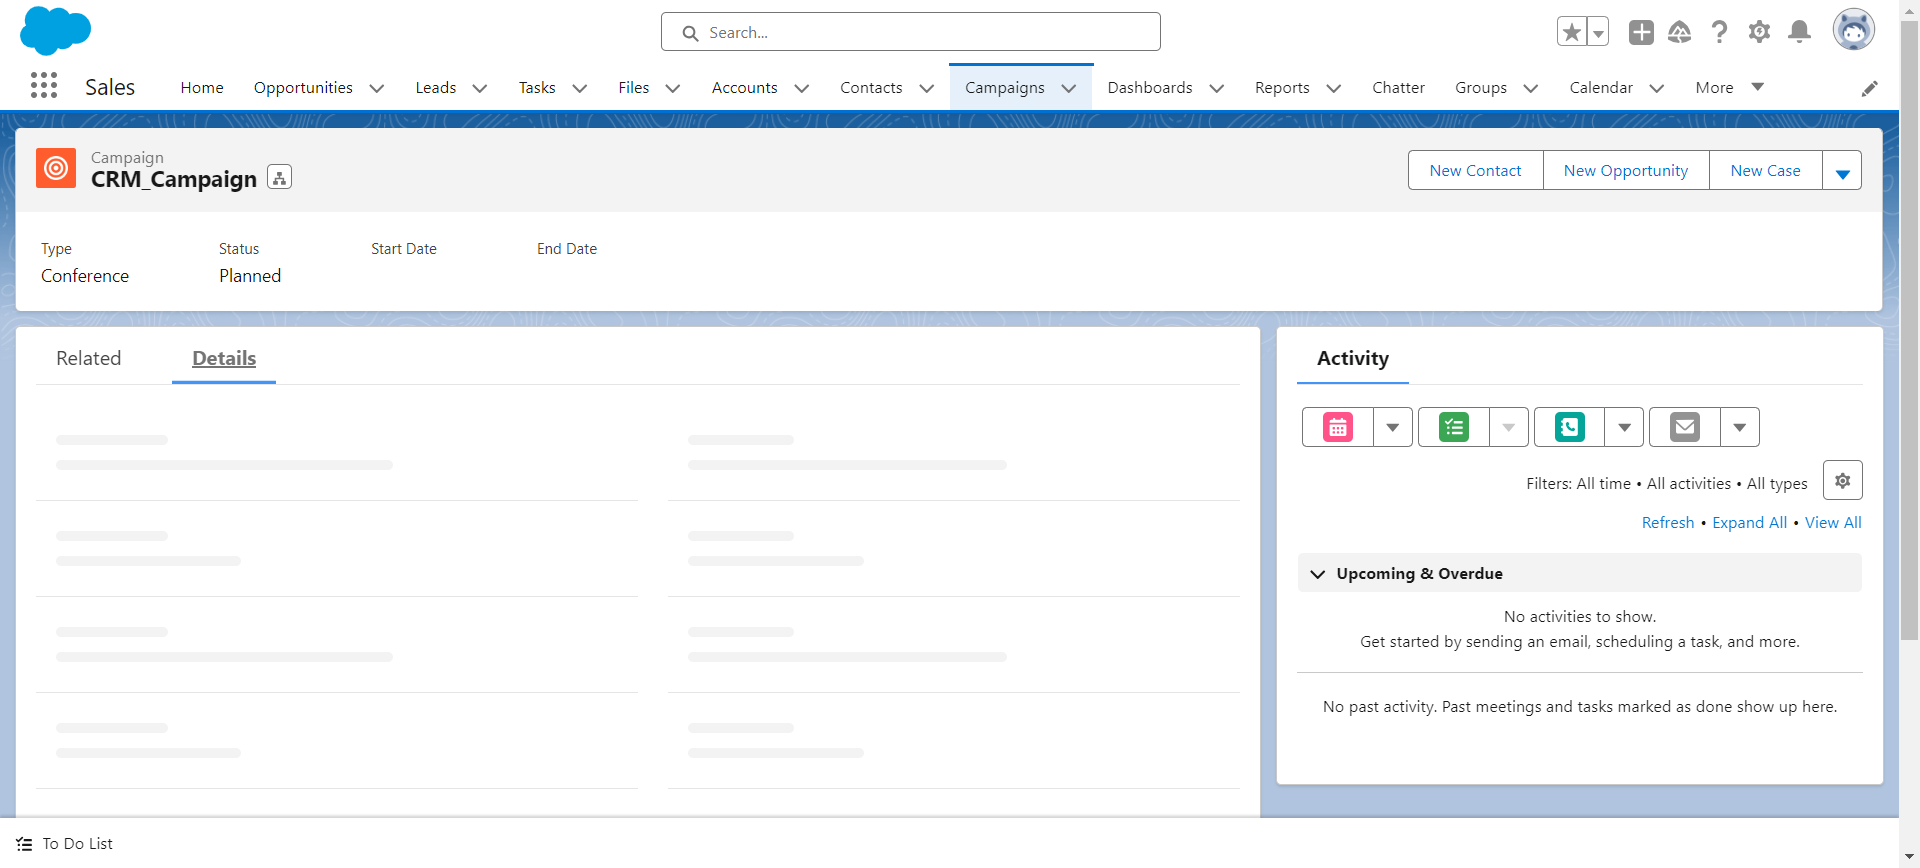 Search...
Sales
Home
Opportunities
Leads
Tasks
Files
Accounts
Contacts
Campaigns
Dashboards
Reports
Chatter
Groups
Calendar
More
Campaign
CRM_Campaign
New Contact
New Opportunity
New Case
Type
Conference
Status
Planned
Start Date
End Date
Related
Details
Activity
Filters: All time • All activities • All types
Refresh • Expand All • View All
Upcoming & Overdue
No activities to show.
Get started by sending an email, scheduling a task, and more.
No past activity. Past meetings and tasks marked as done show up here.
To Do List